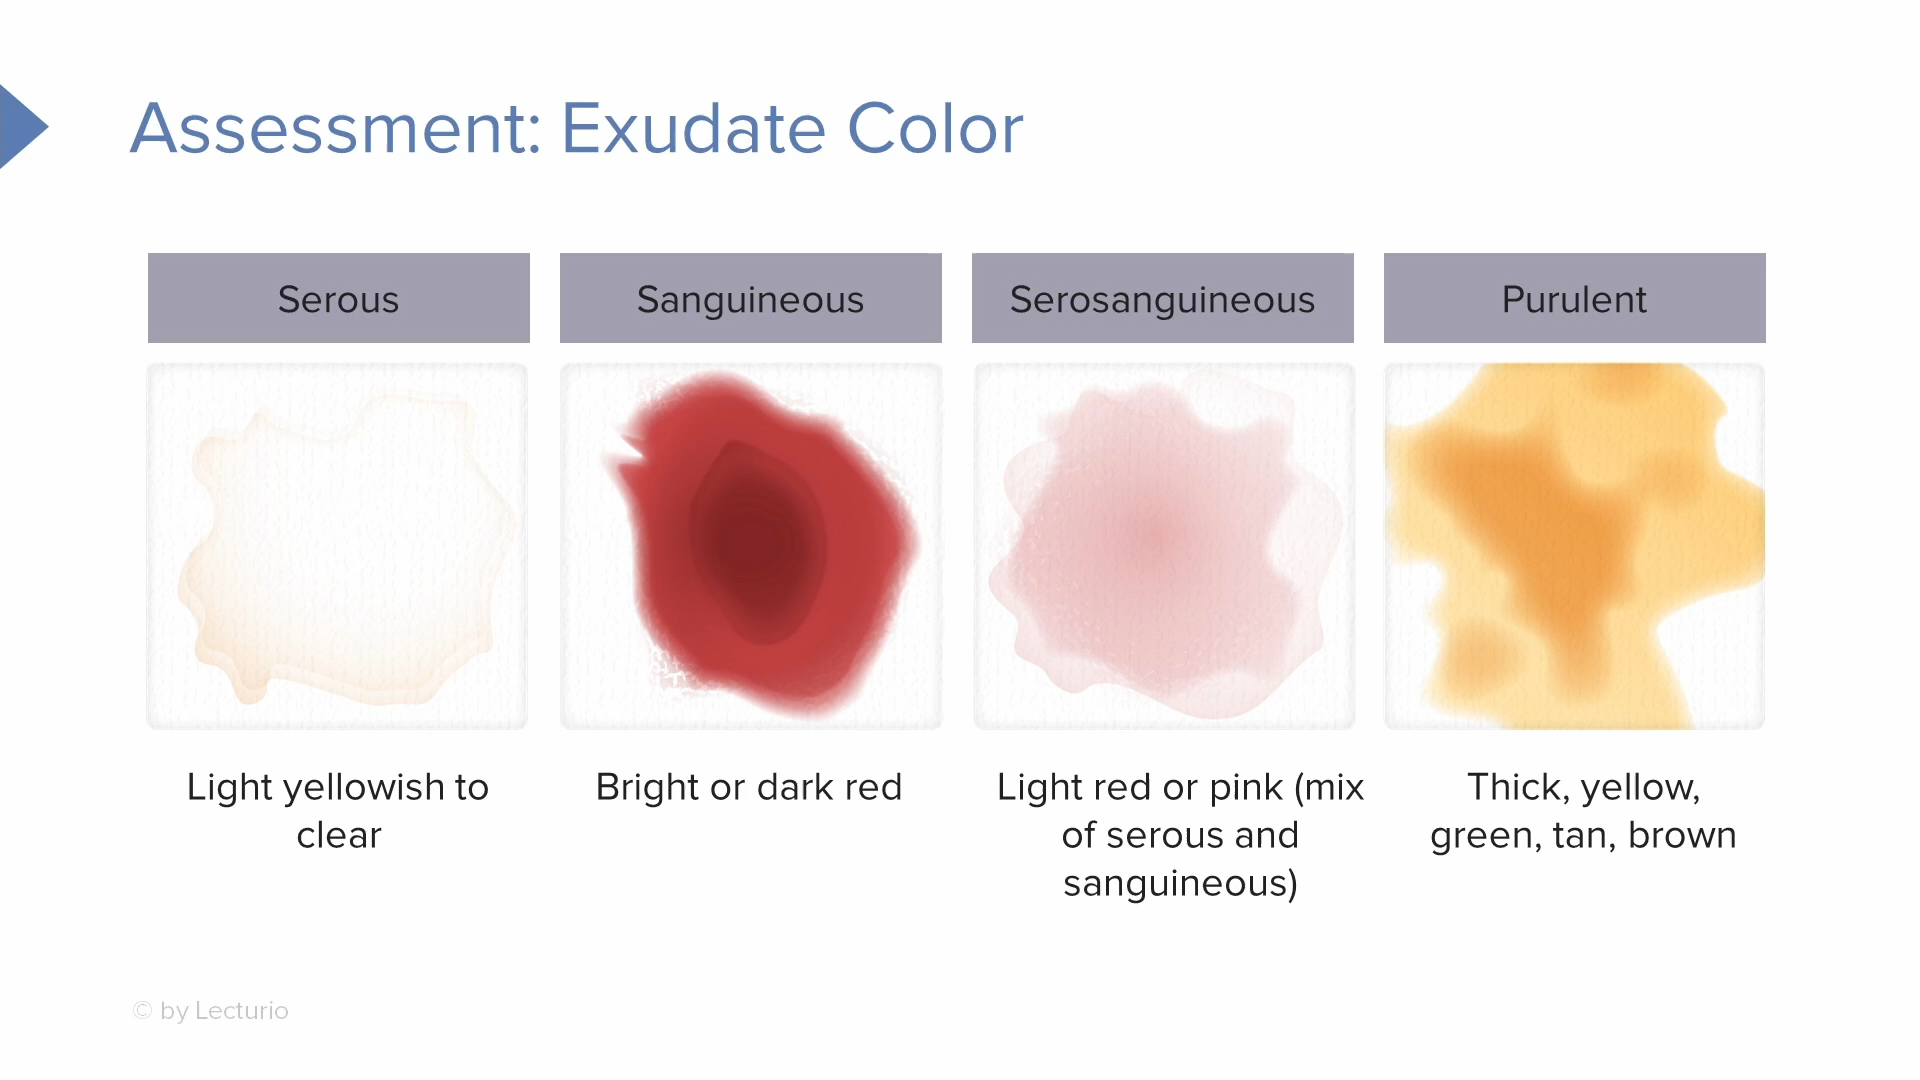 Assessment: Exudate Color
Serous
Sanguineous
Serosanguineous
Purulent
Light yellowish to
clear
Bright or dark red
Light red or pink (mix
of serous and
sanguineous)
Thick, yellow,
green, tan, brown
© by Lecturio